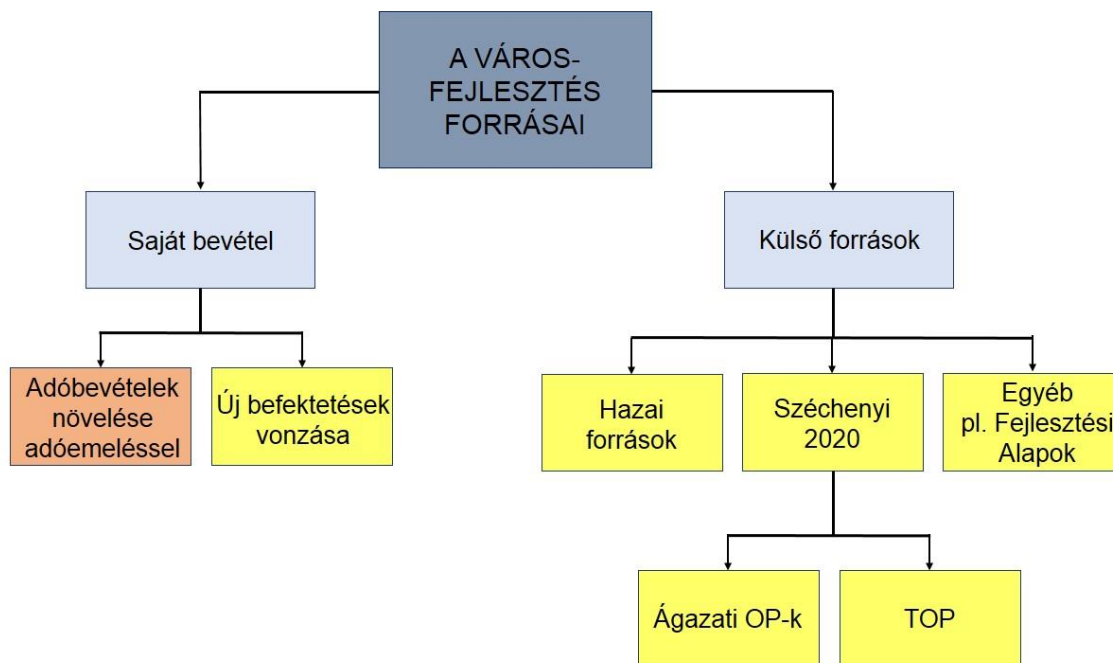 A VÁROS-
FEJLESZTÉS
FORRÁSAI
Saját bevétel
Külső források
Adóbevételek
növelése
adóemeléssel
Új befektetések
vonzása
Hazai
források
Széchenyi
2020
Egyéb
pl. Fejlesztési
Alapok
Ágazati OP-k
TOP